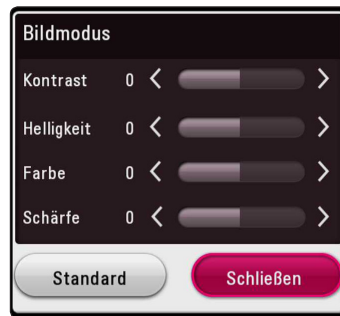 Bildmodus
Kontrast 0
Helligkeit 0
Farbe 0
Schärfe 0
Standard Schließen